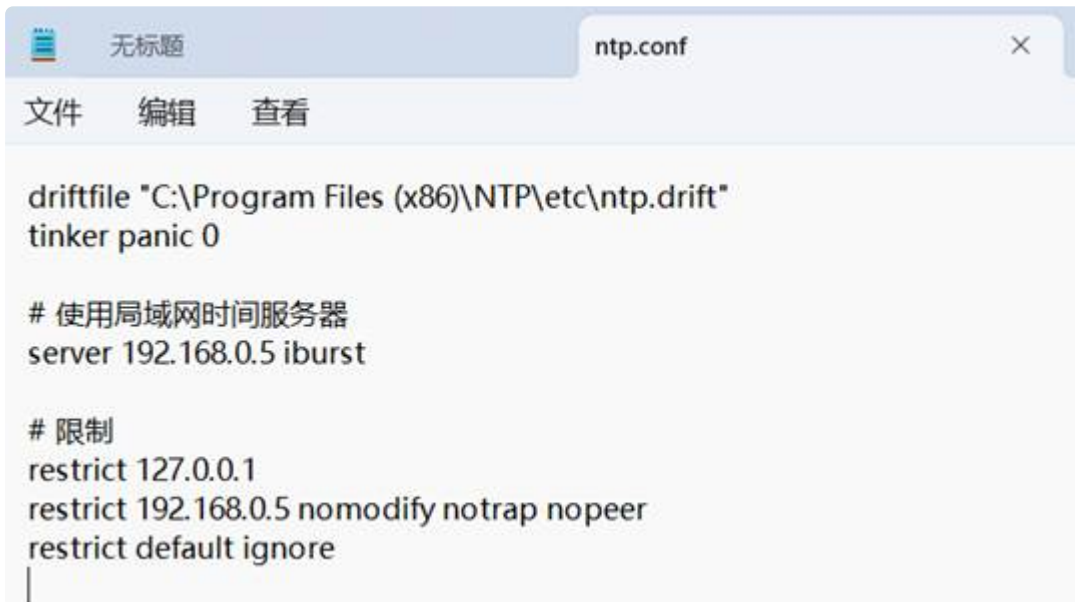 无标题
ntp.conf
文件 编辑 查看
driftfile "C:\Program Files (x86)\NTP\etc\ntp.drift"
tinker panic 0
# 使用局域网时间服务器
server 192.168.0.5 iburst
# 限制
restrict 127.0.0.1
restrict 192.168.0.5 nomodify notrap nopeer
restrict default ignore